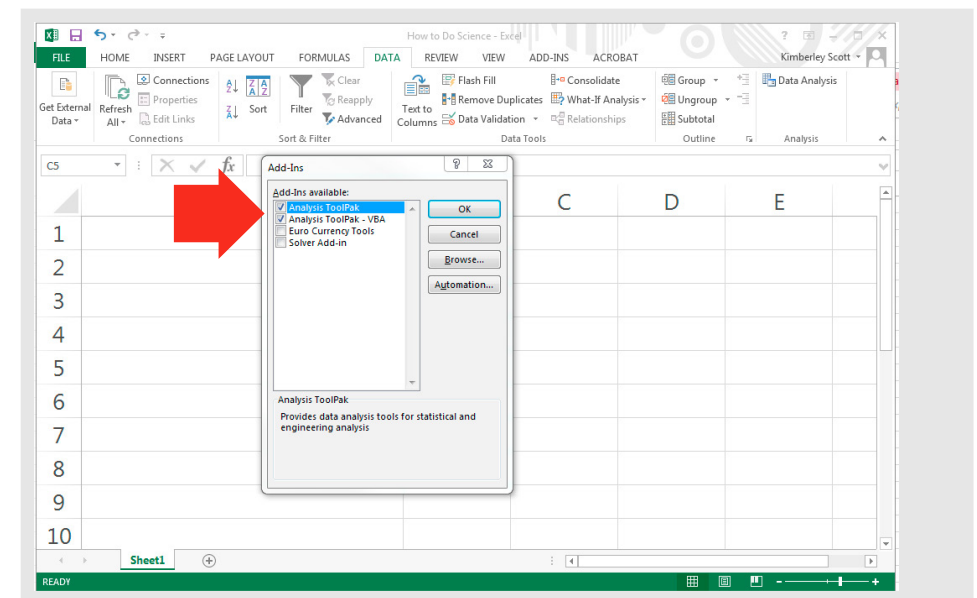 How to Do Science - Excel
FILE HOME INSERT PAGE LAYOUT FORMULAS DATA REVIEW VIEW ADD-INS ACROBAT Kimberley Scott
Get External Data
Refresh All
Connections
Properties
Edit Links
Connections
Sort
Filter
Clear
Reapply
Advanced
Sort & Filter
Text to Columns
Flash Fill
Remove Duplicates
Data Validation
Consolidate
What-If Analysis
Relationships
Data Tools
Group
Ungroup
Subtotal
Outline
Data Analysis
Analysis
C5
fx
Add-Ins
Add-Ins available:
Analysis ToolPak
Analysis ToolPak - VBA
Euro Currency Tools
Solver Add-in
OK
Cancel
Browse...
Automation...
Analysis ToolPak
Provides data analysis tools for statistical and
engineering analysis
C D E
1
2
3
4
5
6
7
8
9
10
Sheet1
READY